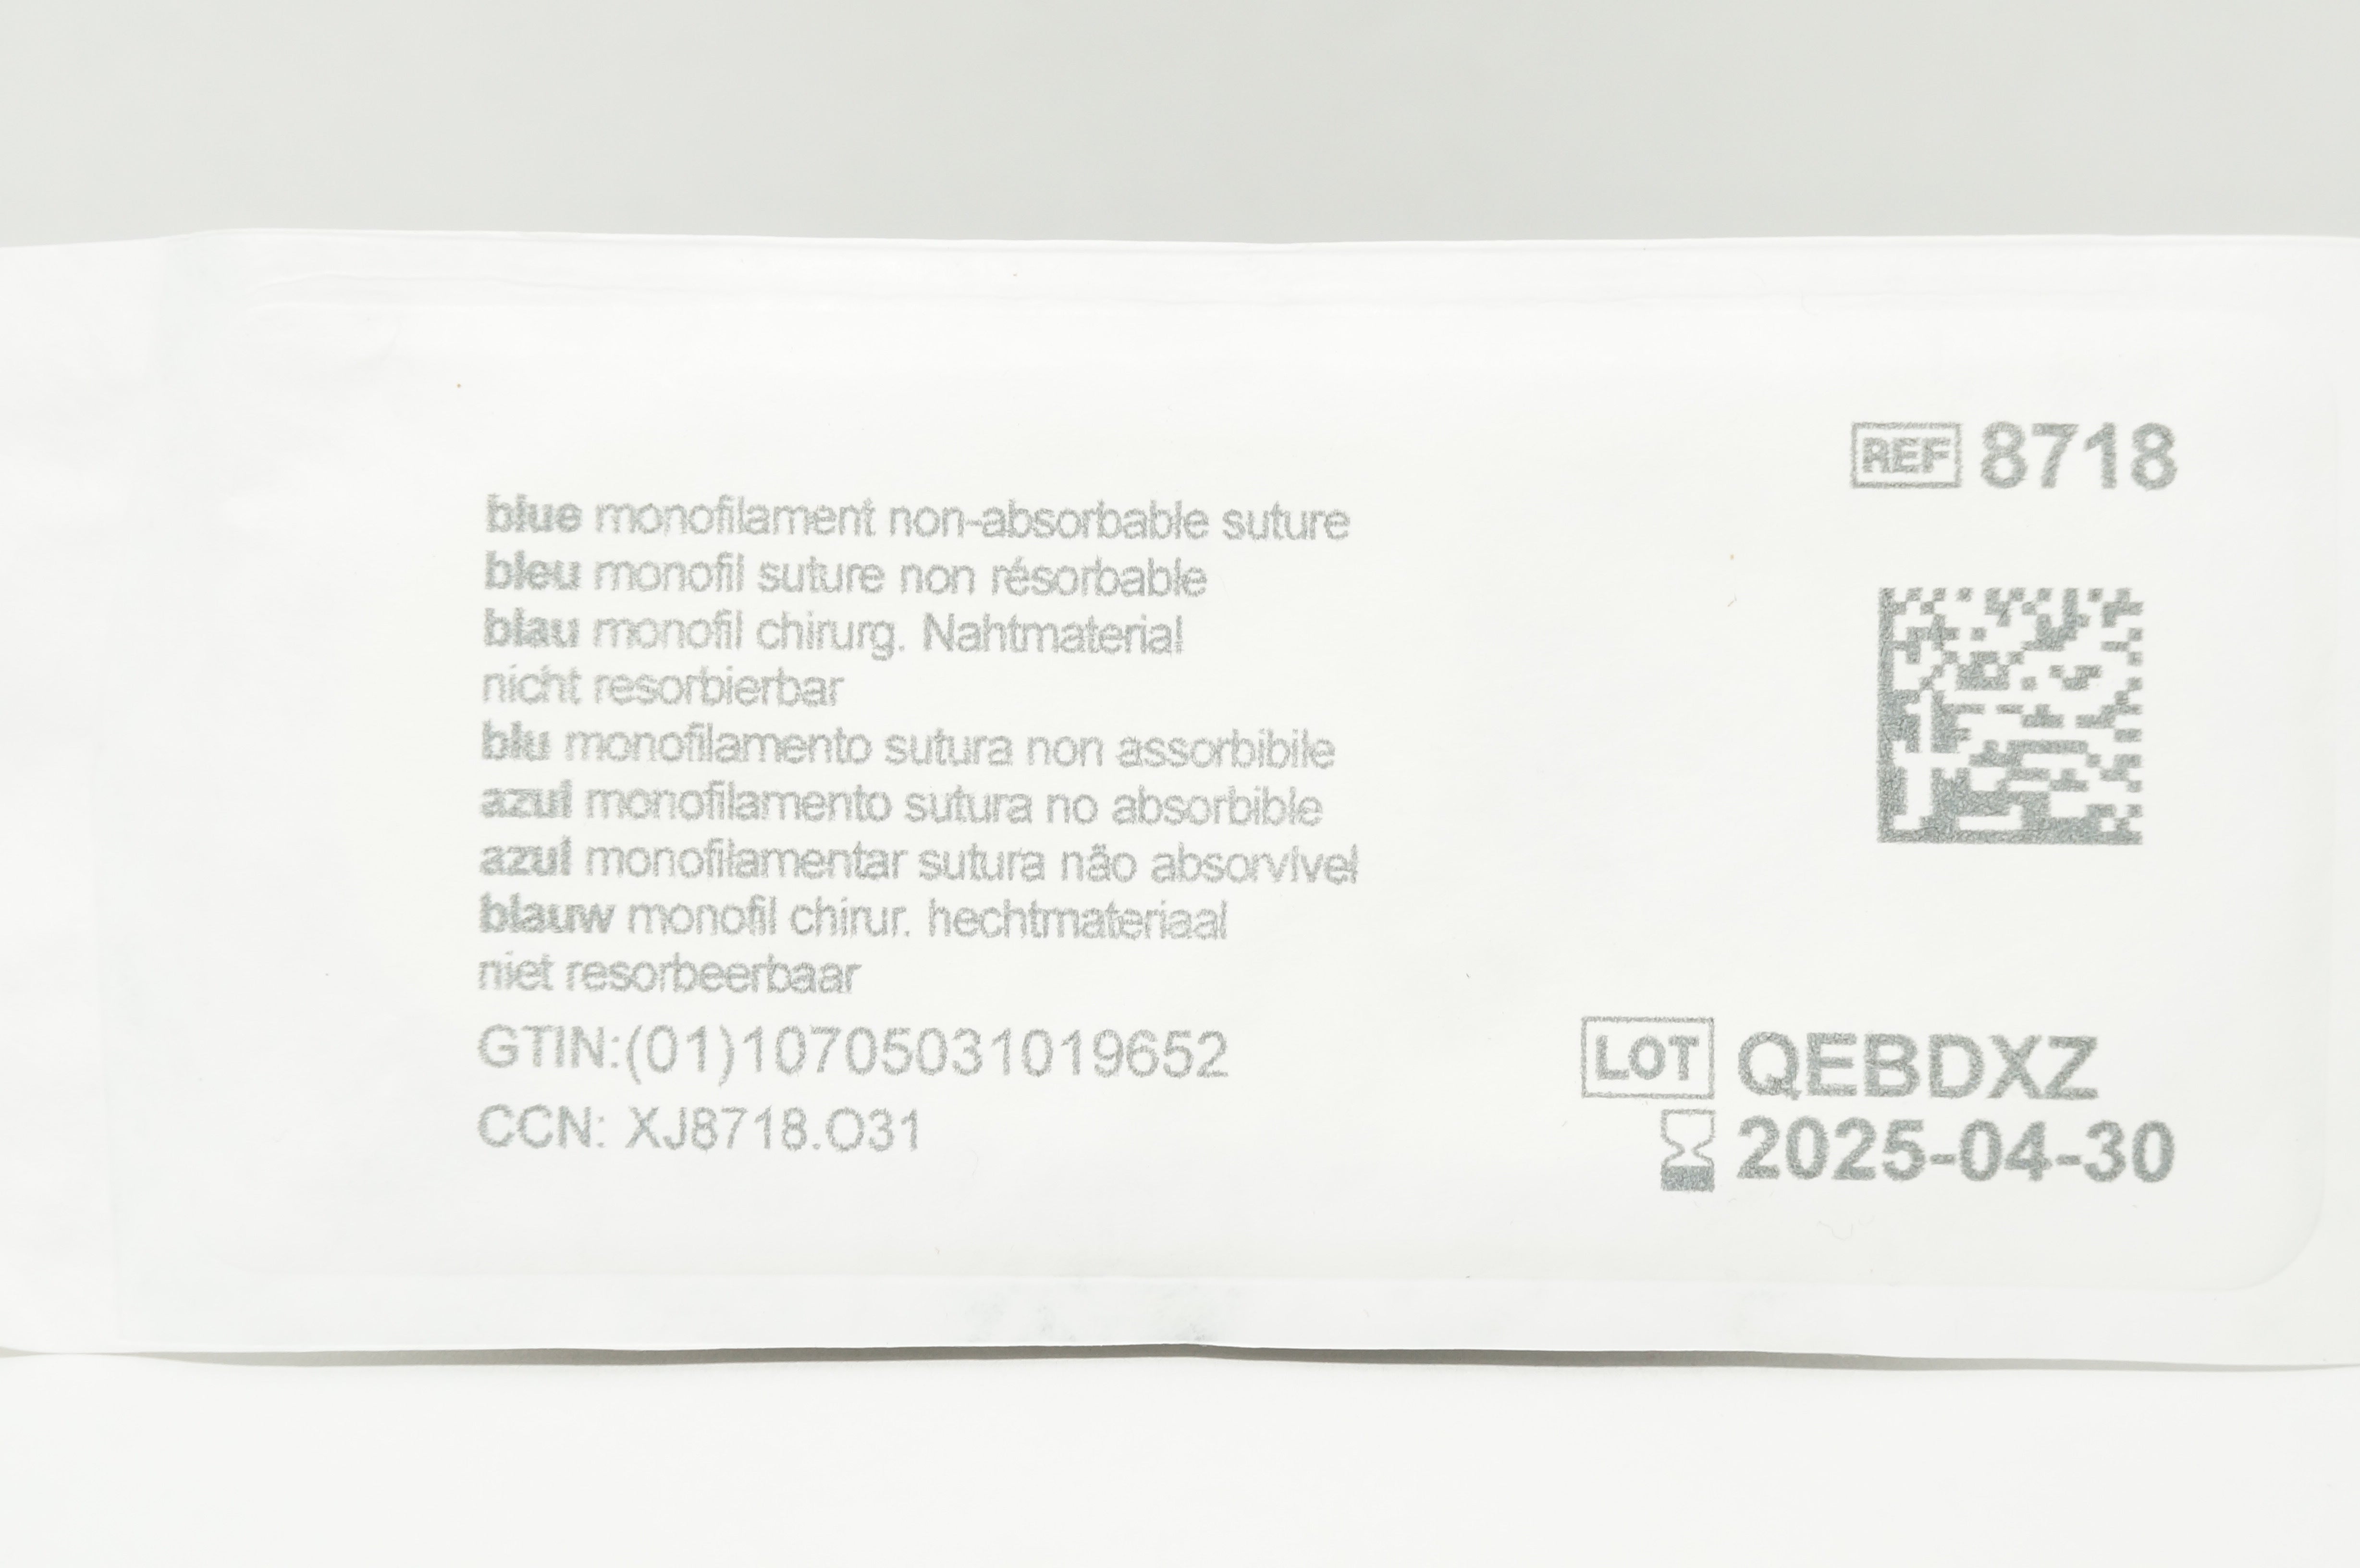 REF 8718
blue monofilament non-absorbable suture
bleu monofil suture non résorbable
blau monofil chirurg. Nahtmaterial
nicht resorbierbar
blu monofilamento sutura non assorbibile
azul monofilamento sutura no absorbible
azul monofilamentar sutura não absorvível
blauw monofil chirur. hechtmateriaal
niet resorbeerbaar
GTIN:(01)10705031019652
CCN: XJ8718.O31
LOT QEBDXZ
2025-04-30